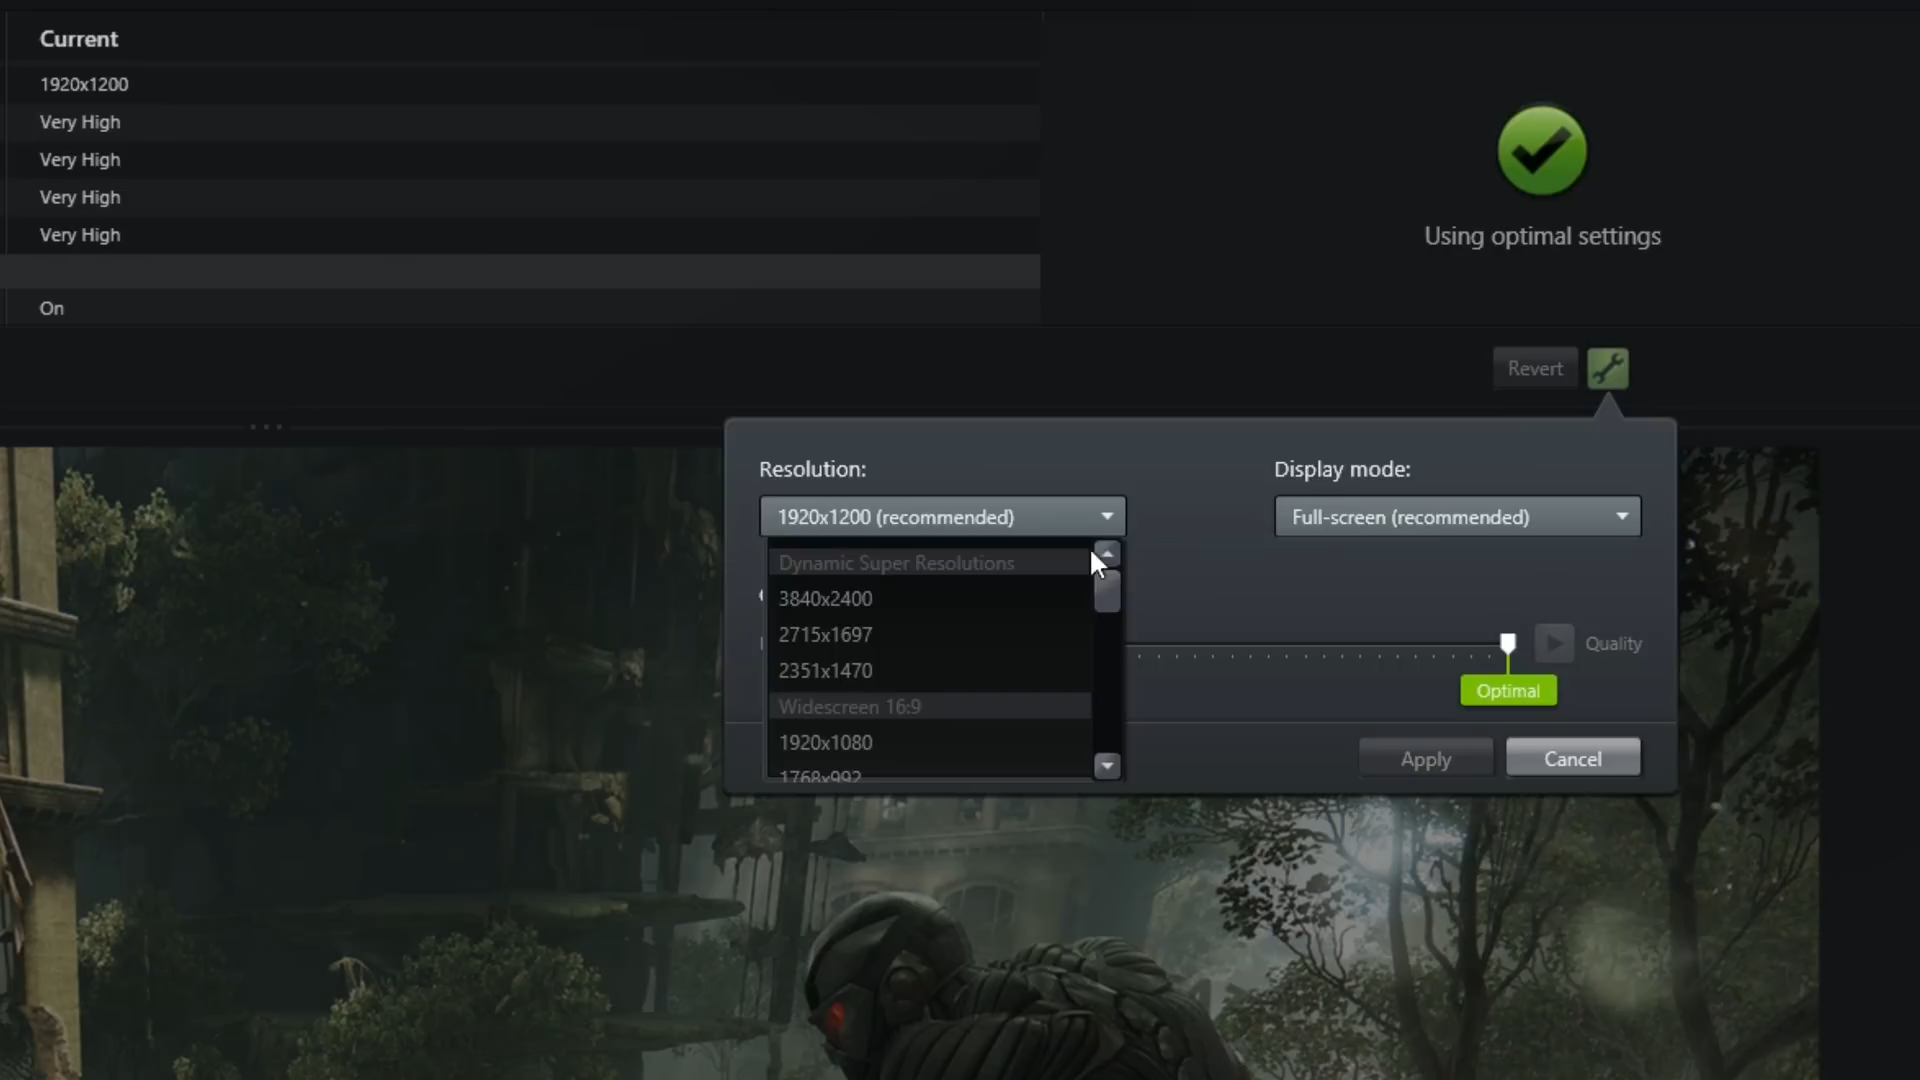 Current
1920x1200
Very High
Very High
Very High
Very High
On
Using optimal settings
Revert
Resolution:
Display mode:
1920x1200 (recommended)
Full-screen (recommended)
Dynamic Super Resolutions
3840x2400
2715x1697
2351x1470
Widescreen 16:9
1920x1080
1768x992
Quality
Optimal
Apply
Cancel